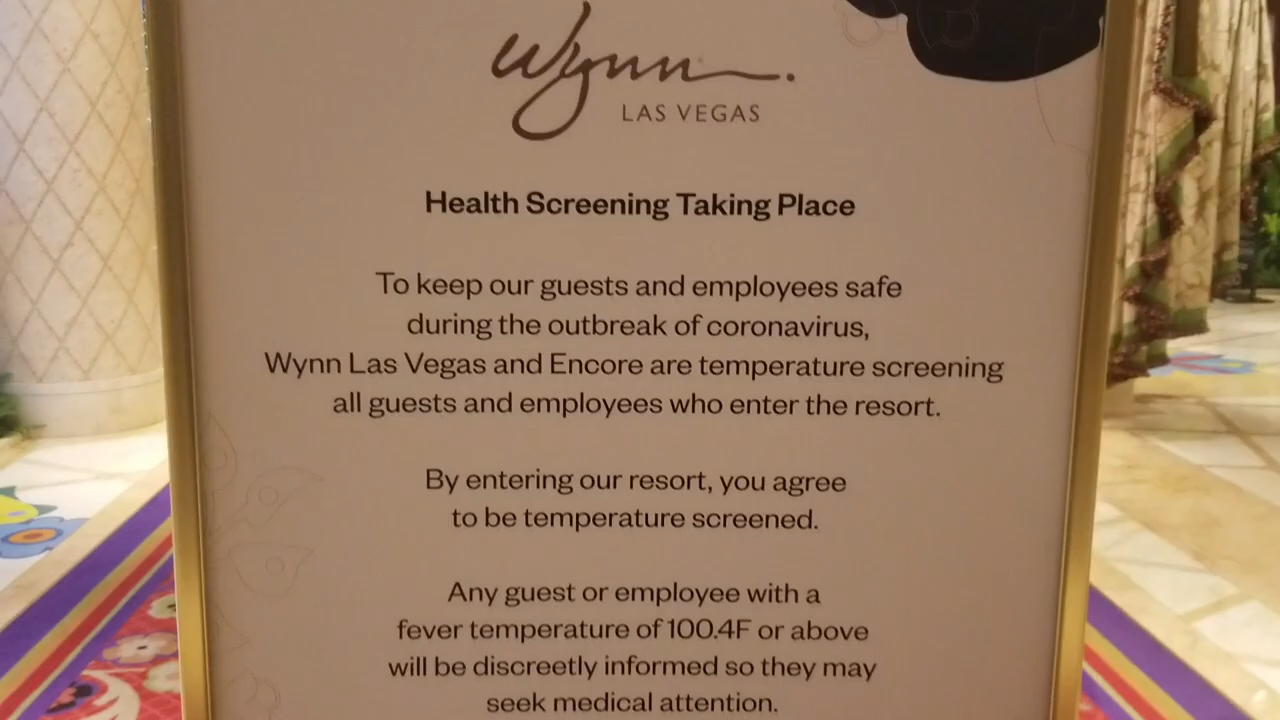 Wynn.
LAS VEGAS
Health Screening Taking Place
To keep our guests and employees safe
during the outbreak of coronavirus,
Wynn Las Vegas and Encore are temperature screening
all guests and employees who enter the resort.
By entering our resort, you agree
to be temperature screened.
Any guest or employee with a
fever temperature of 100.4F or above
will be discreetly informed so they may
seek medical attention.